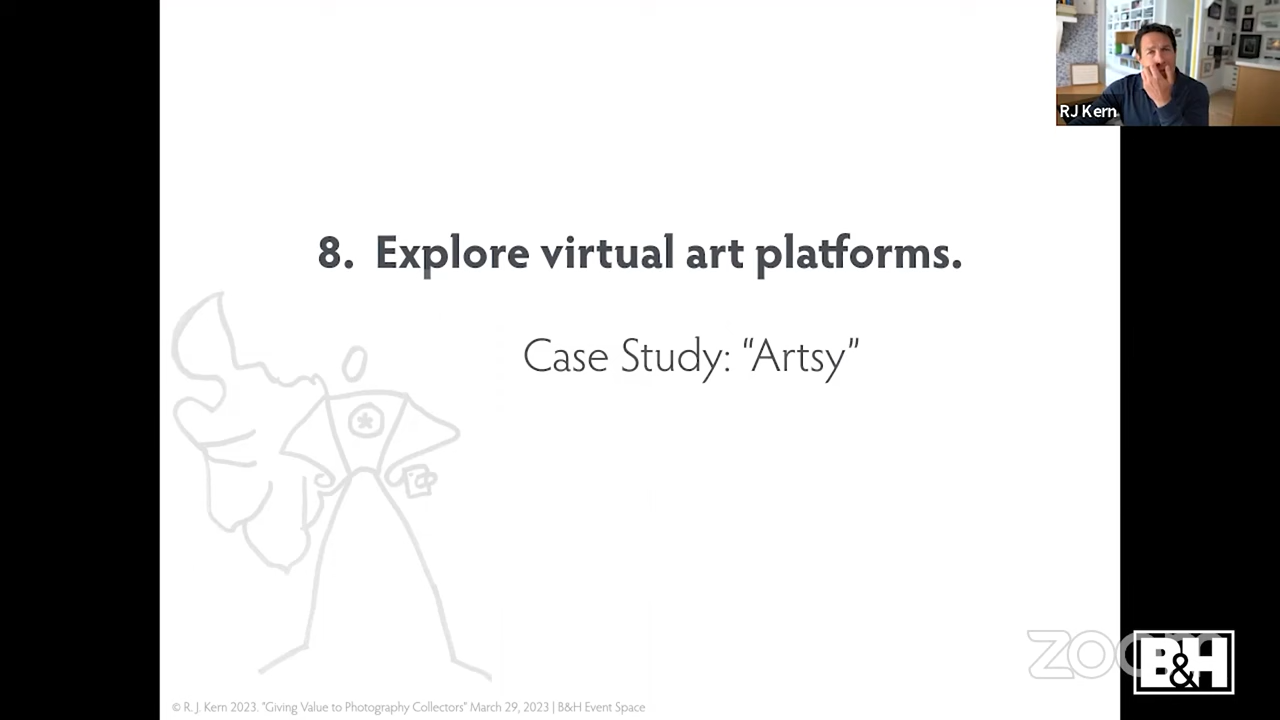 RJ Kern
8. Explore virtual art platforms.
Case Study: “Artsy”
zoom
B&H
© R. J. Kern 2023. “Giving Value to Photography Collectors” March 29, 2023 | B&H Event Space